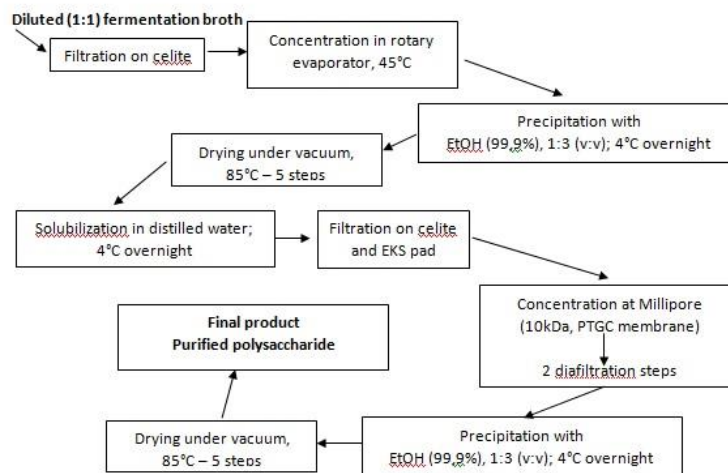 Diluted (1:1) fermentation broth
Filtration on celite
Concentration in rotary
evaporator, 45°C
Precipitation with
EtOH (99,9%), 1:3 (v:v); 4°C overnight
Drying under vacuum,
85°C – 5 steps
Solubilization in distilled water;
4°C overnight
Filtration on celite
and EKS pad
Concentration at Millipore
(10kDa, PTGC membrane)
2 diafiltration steps
Precipitation with
EtOH (99,9%), 1:3 (v:v); 4°C overnight
Drying under vacuum,
85°C – 5 steps
Final product
Purified polysaccharide